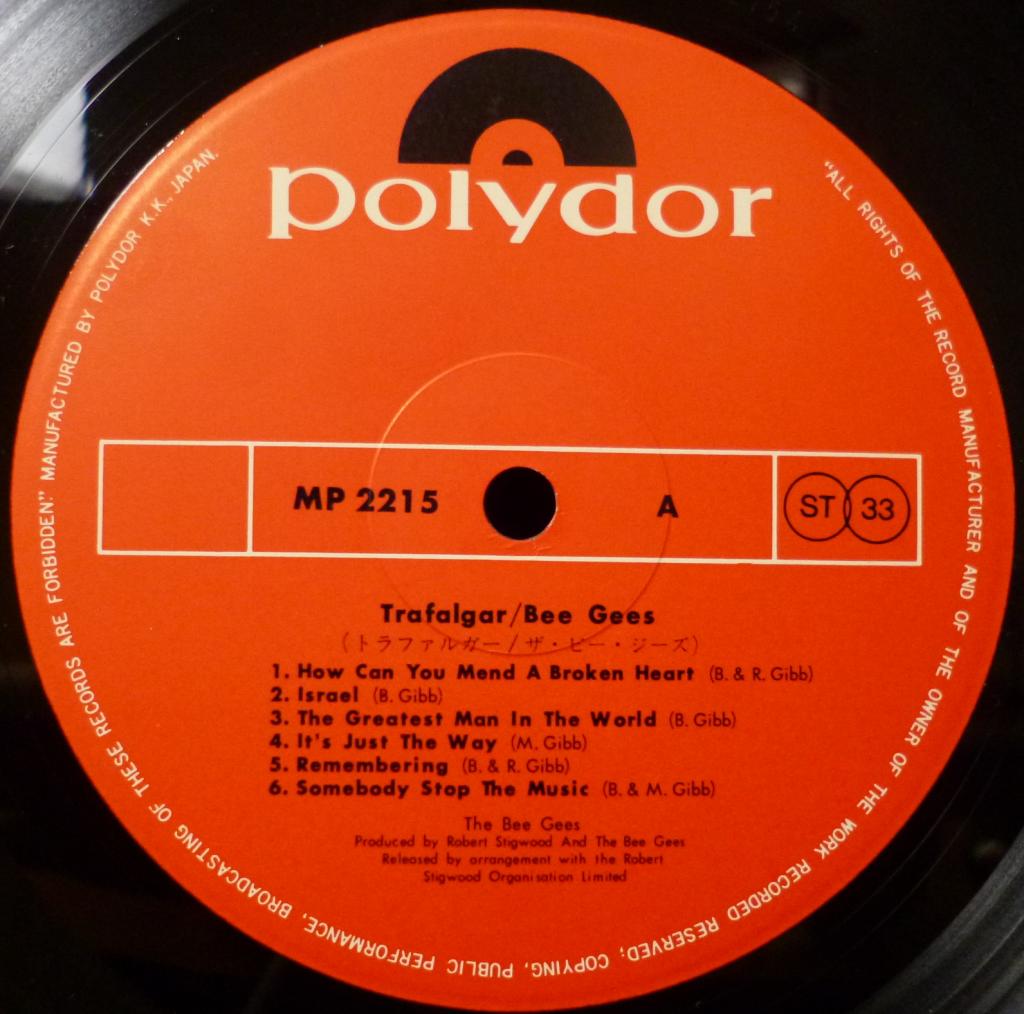 polydor
MP 2215
A
ST 33
Trafalgar/Bee Gees
(トラファルガー/ザ・ビー・ジーズ)
1. How Can You Mend A Broken Heart (B. & R. Gibb)
2. Israel (B. Gibb)
3. The Greatest Man In The World (B. Gibb)
4. It's Just The Way (M. Gibb)
5. Remembering (B. & R. Gibb)
6. Somebody Stop The Music (B. & M. Gibb)
The Bee Gees
Produced by Robert Stigwood And The Bee Gees
Released by arrangement with the Robert
Stigwood Organisation Limited
"ALL RIGHTS OF THE RECORD MANUFACTURER AND OF THE OWNER OF THE WORK RECORDED RESERVED; COPYING, PUBLIC PERFORMANCE, BROADCASTING OF THESE RECORDS ARE FORBIDDEN." MANUFACTURED BY POLYDOR K.K., JAPAN.